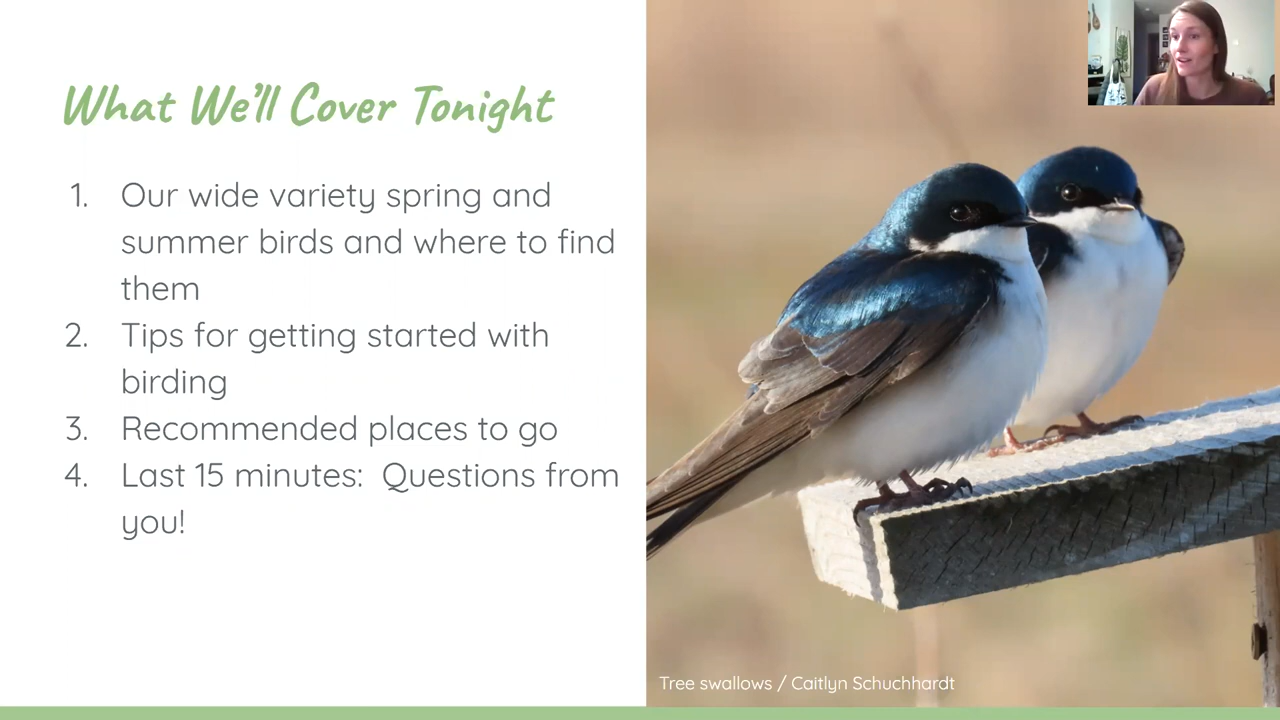 What We'll Cover Tonight
1. Our wide variety spring and
summer birds and where to find
them
2. Tips for getting started with
birding
3. Recommended places to go
4. Last 15 minutes:  Questions from
you!
Tree swallows / Caitlyn Schuchhardt